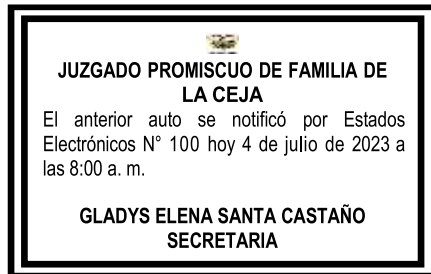 JUZGADO PROMISCUO DE FAMILIA DE
LA CEJA
El anterior auto se notificó por Estados
Electrónicos N° 100 hoy 4 de julio de 2023 a
las 8:00 a. m.
GLADYS ELENA SANTA CASTAÑO
SECRETARIA